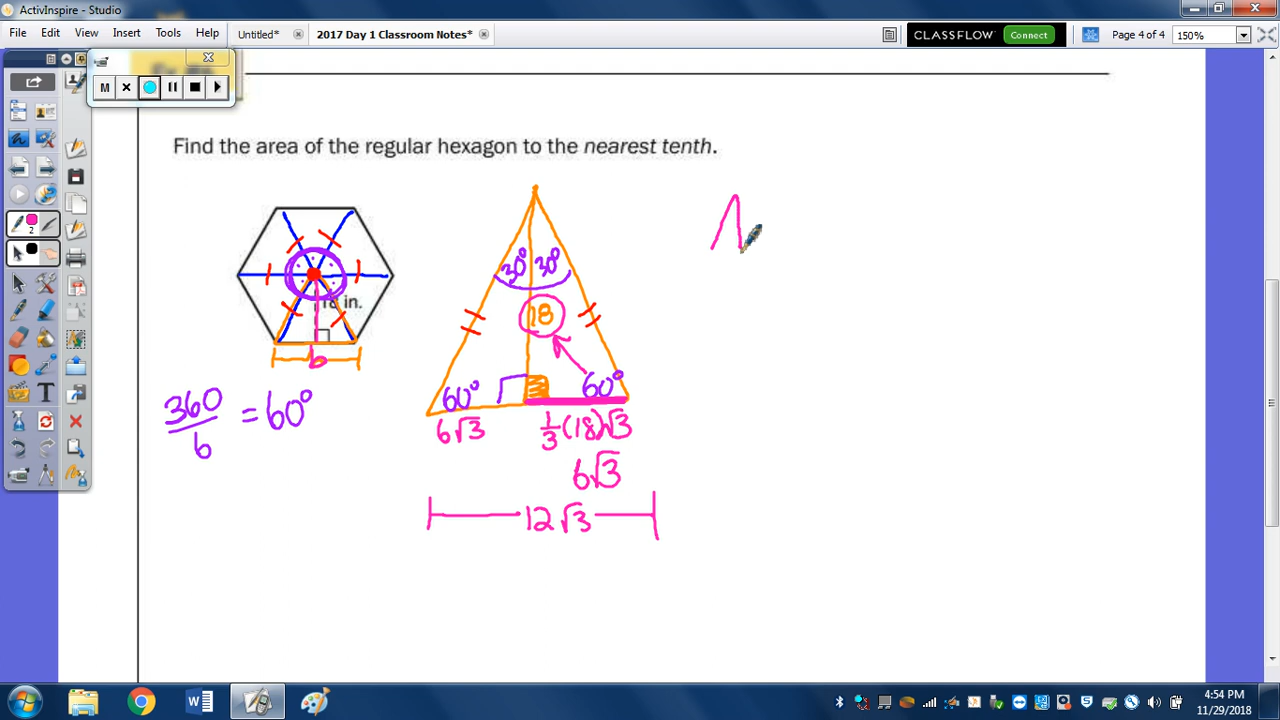 ActivInspire - Studio
File Edit View Insert Tools Help
Untitled*
2017 Day 1 Classroom Notes*
CLASSFLOW Connect
Page 4 of 4
150%
M
Find the area of the regular hexagon to the nearest tenth.
18 in.
b
360/6 = 60°
30° 30°
18
60° 60°
6√3
1/3(18)√3
6√3
12√3
2
2
T
4:54 PM
11/29/2018